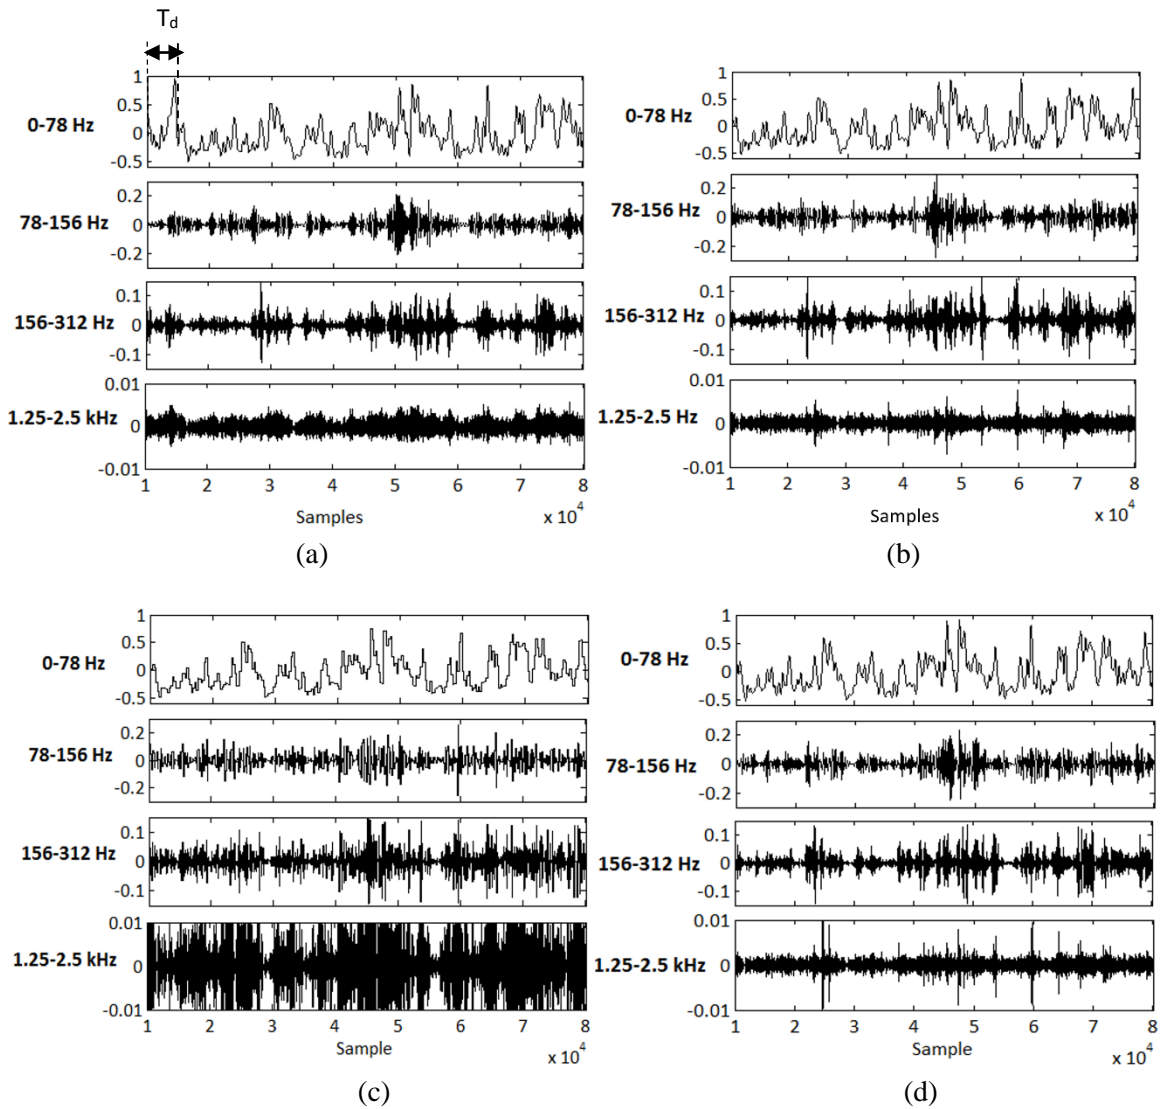 T_d
1
0.5
0
-0.5
0-78 Hz
0.2
0
-0.2
78-156 Hz
0.1
0
-0.1
156-312 Hz
0.01
0
-0.01
1.25-2.5 kHz
1 2 3 4 5 6 7 8
Samples
x 10^4
(a)
1
0.5
0
-0.5
0-78 Hz
0.2
0
-0.2
78-156 Hz
0.1
0
-0.1
156-312 Hz
0.01
0
-0.01
1.25-2.5 Hz
1 2 3 4 5 6 7 8
Samples
x 10^4
(b)
1
0.5
0
-0.5
0-78 Hz
0.2
0
-0.2
78-156 Hz
0.1
0
-0.1
156-312 Hz
0.01
0
-0.01
1.25-2.5 kHz
1 2 3 4 5 6 7 8
Sample
x 10^4
(c)
1
0.5
0
-0.5
0-78 Hz
0.2
0
-0.2
78-156 Hz
0.1
0
-0.1
156-312 Hz
0.01
0
-0.01
1.25-2.5 kHz
1 2 3 4 5 6 7 8
Sample
x 10^4
(d)